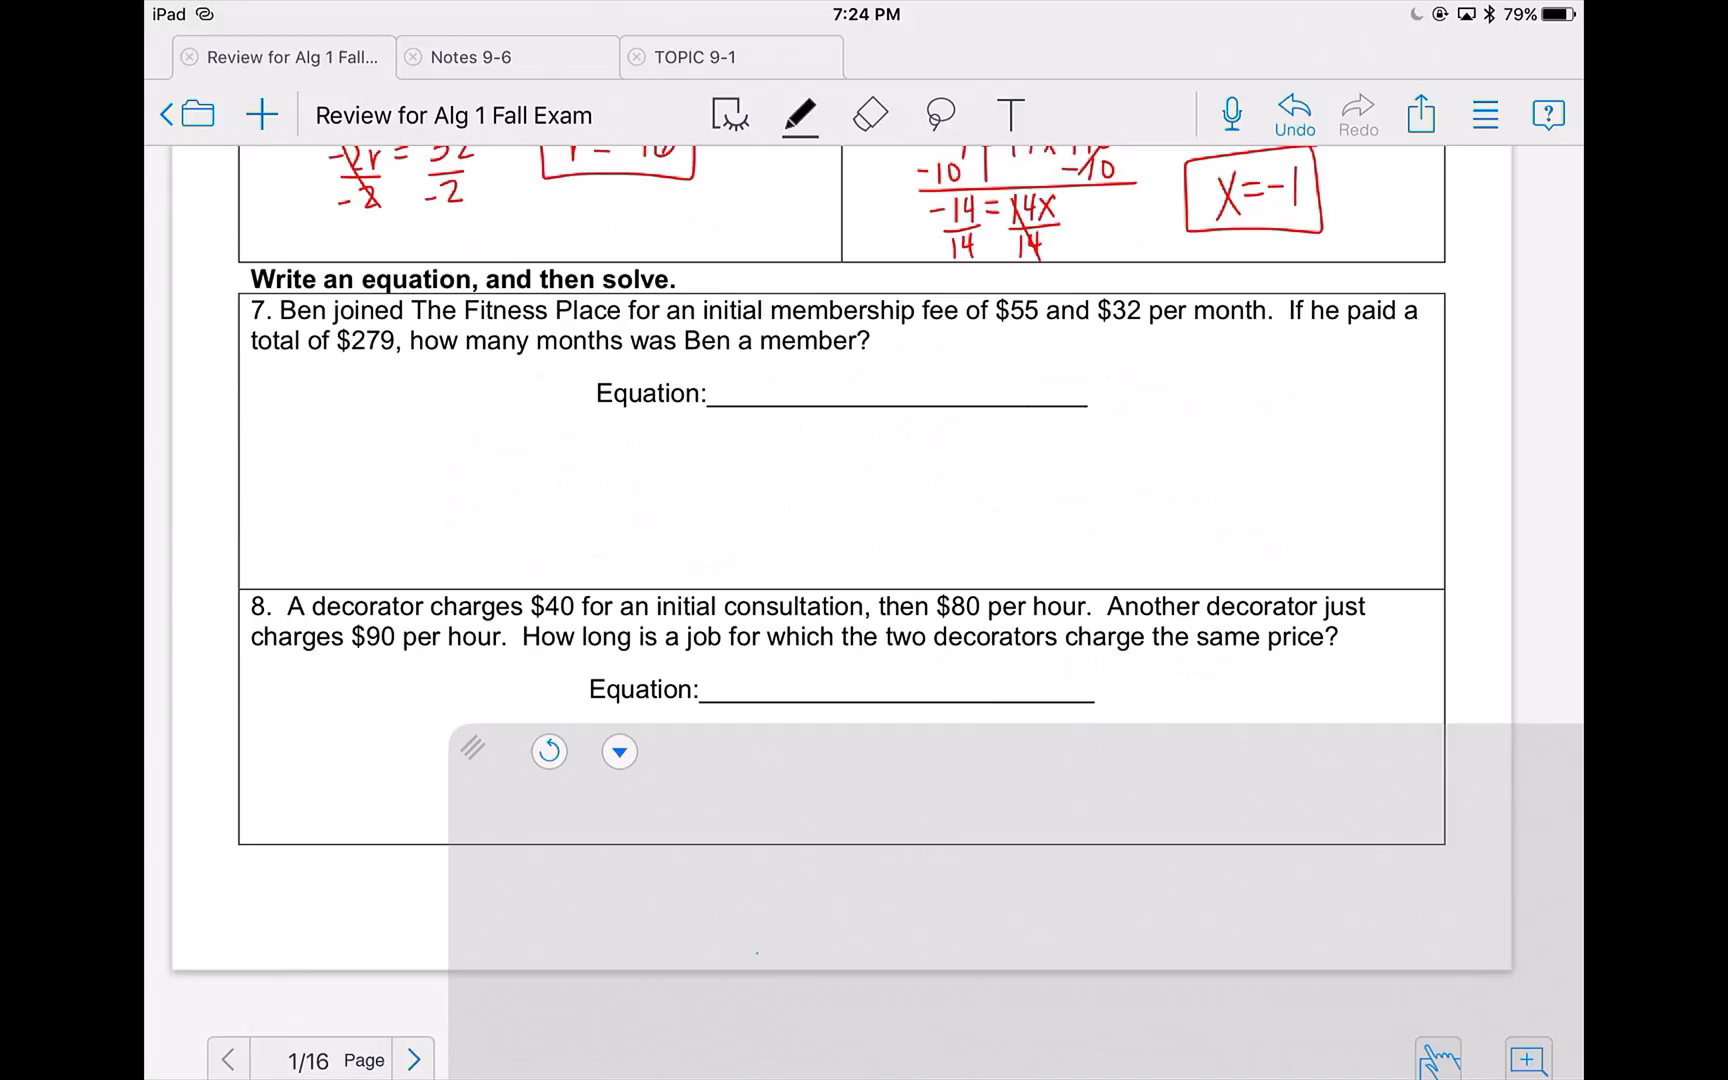 iPad 7:24 PM 79%
Review for Alg 1 Fall... Notes 9-6 TOPIC 9-1
Review for Alg 1 Fall Exam Undo Redo
-10 -10
-2 -2
-14 = 14x
14 14
x = -1
Write an equation, and then solve.
7. Ben joined The Fitness Place for an initial membership fee of $55 and $32 per month. If he paid a
total of $279, how many months was Ben a member?
Equation:
8. A decorator charges $40 for an initial consultation, then $80 per hour. Another decorator just
charges $90 per hour. How long is a job for which the two decorators charge the same price?
Equation:
1/16 Page